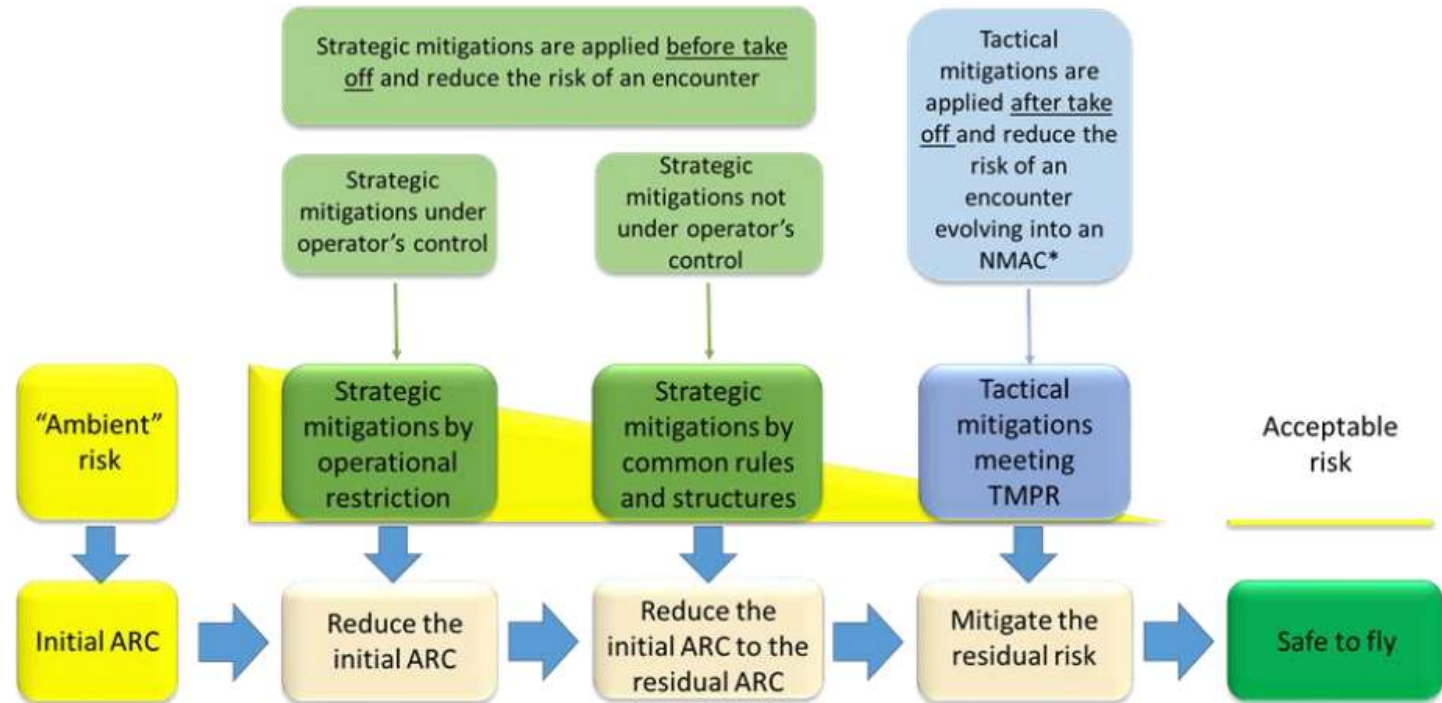 Strategic mitigations are applied before take
off and reduce the risk of an encounter
Tactical
mitigations are
applied after take
off and reduce the
risk of an
encounter
evolving into an
NMAC*
Strategic
mitigations under
operator's control
Strategic
mitigations not
under operator's
control
"Ambient"
risk
Strategic
mitigations by
operational
restriction
Strategic
mitigations by
common rules
and structures
Tactical
mitigations
meeting
TMPR
Acceptable
risk
Initial ARC
Reduce the
initial ARC
Reduce the
initial ARC to the
residual ARC
Mitigate the
residual risk
Safe to fly